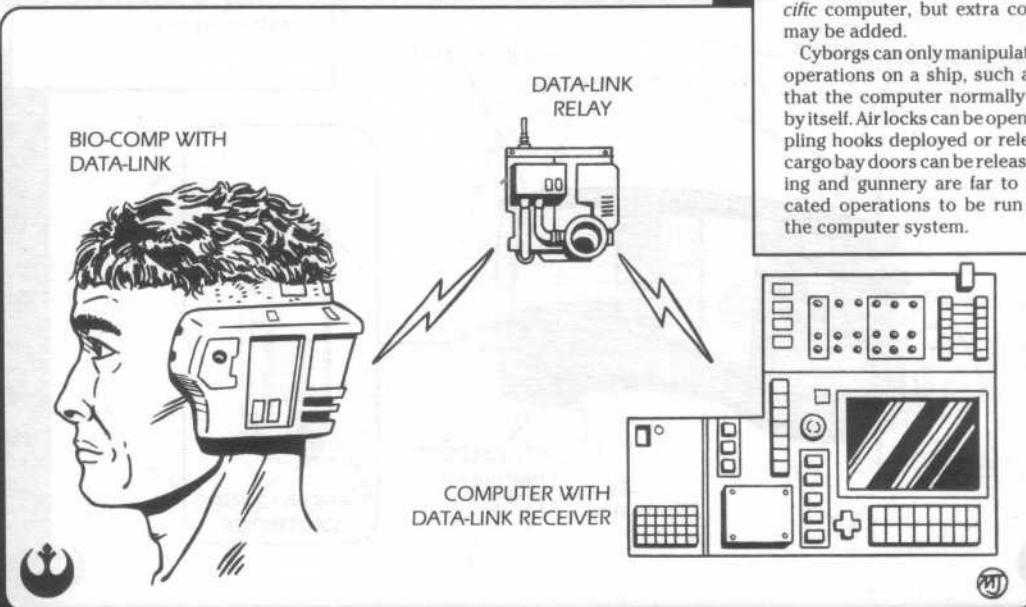 cific computer, but extra co
may be added.
Cyborgs can only manipulat
operations on a ship, such a
that the computer normally
by itself. Air locks can be open
pling hooks deployed or rele
cargo bay doors can be releas
ing and gunnery are far to
cated operations to be run
the computer system.
DATA-LINK
RELAY
BIO-COMP WITH
DATA-LINK
COMPUTER WITH
DATA-LINK RECEIVER